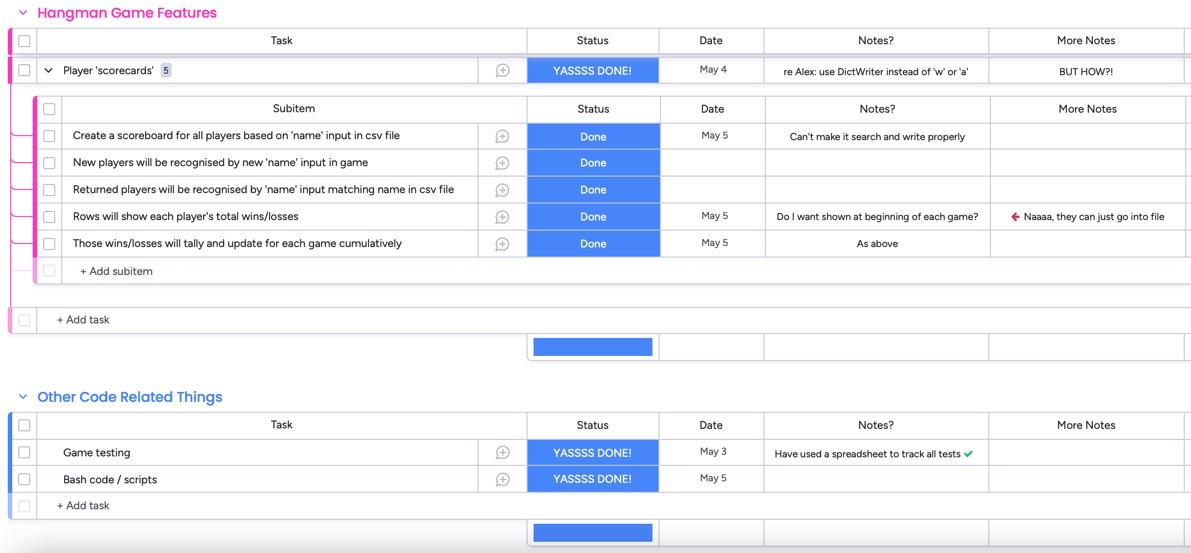 Hangman Game Features
Task Status Date Notes? More Notes
Player 'scorecards' 5 YASSSS DONE! May 4 re Alex: use DictWriter instead of 'w' or 'a' BUT HOW?!
Subitem Status Date Notes? More Notes
Create a scoreboard for all players based on 'name' input in csv file Done May 5 Can't make it search and write properly
New players will be recognised by new 'name' input in game Done
Returned players will be recognised by 'name' input matching name in csv file Done
Rows will show each player's total wins/losses Done May 5 Do I want shown at beginning of each game? ← Naaaa, they can just go into file
Those wins/losses will tally and update for each game cumulatively Done May 5 As above
+ Add subitem
+ Add task
Other Code Related Things
Task Status Date Notes? More Notes
Game testing YASSSS DONE! May 3 Have used a spreadsheet to track all tests ✓
Bash code / scripts YASSSS DONE! May 5
+ Add task